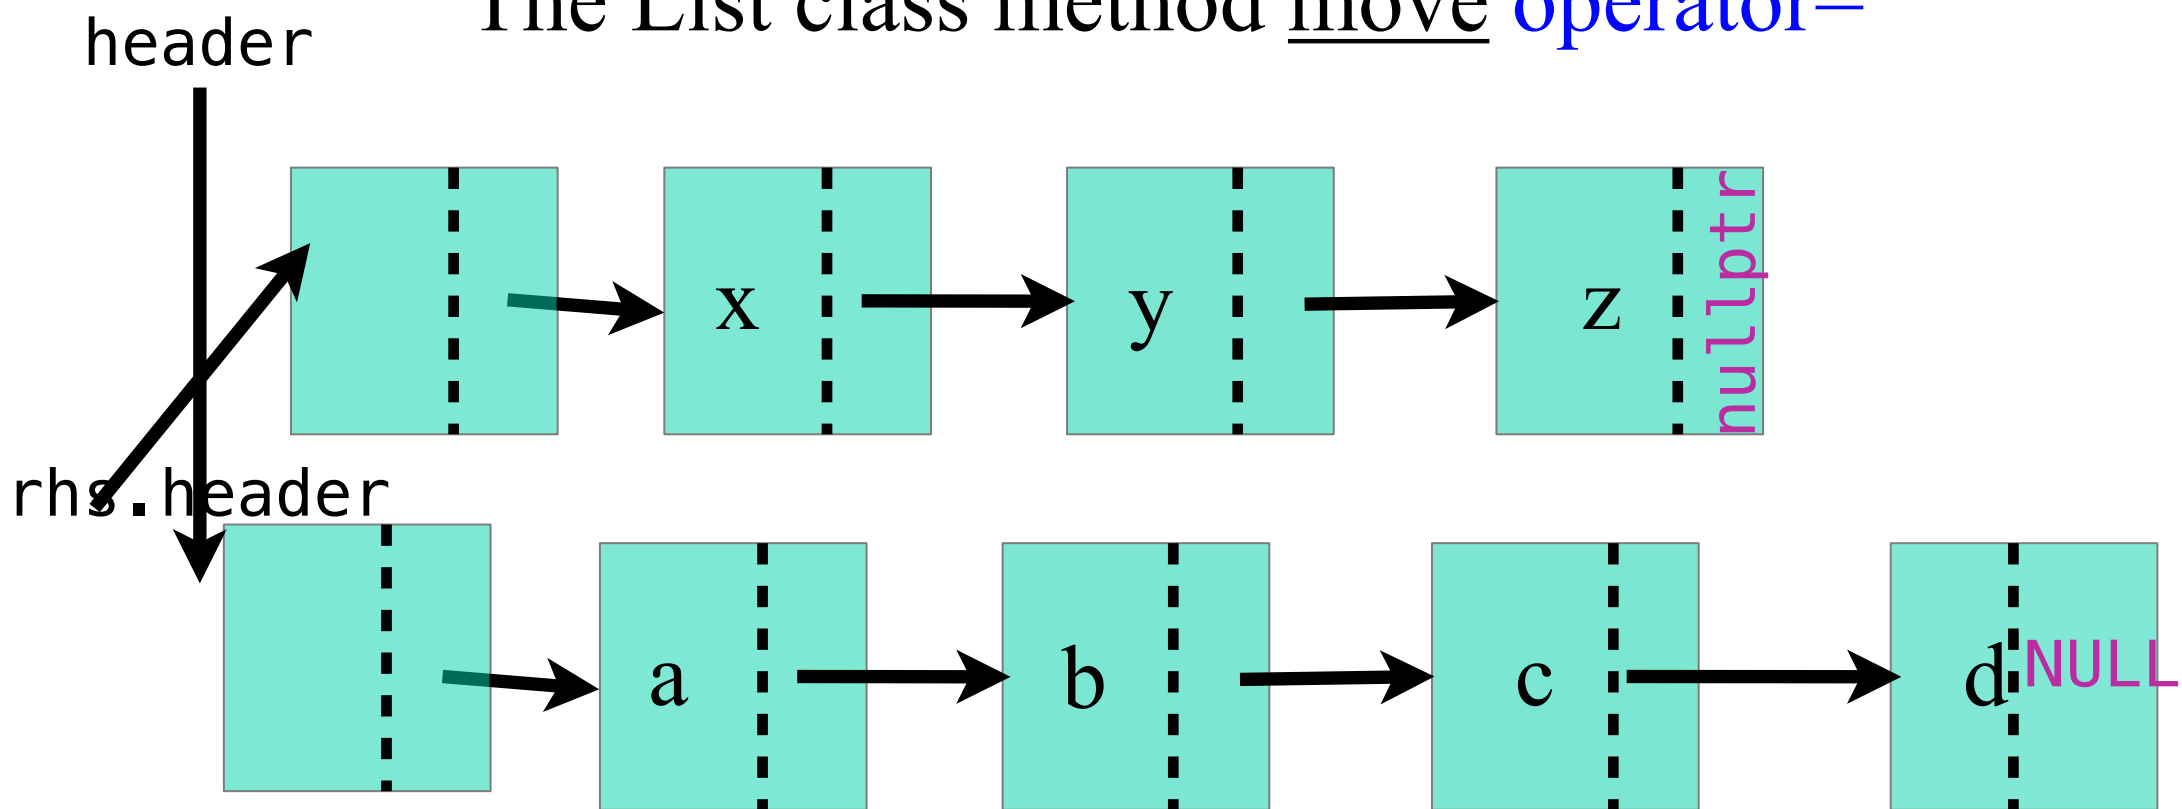 The List class method move operator=
header
x y z nullptr
rhs.header
a b c d NULL